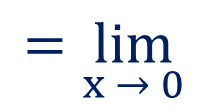 = lim
x → 0